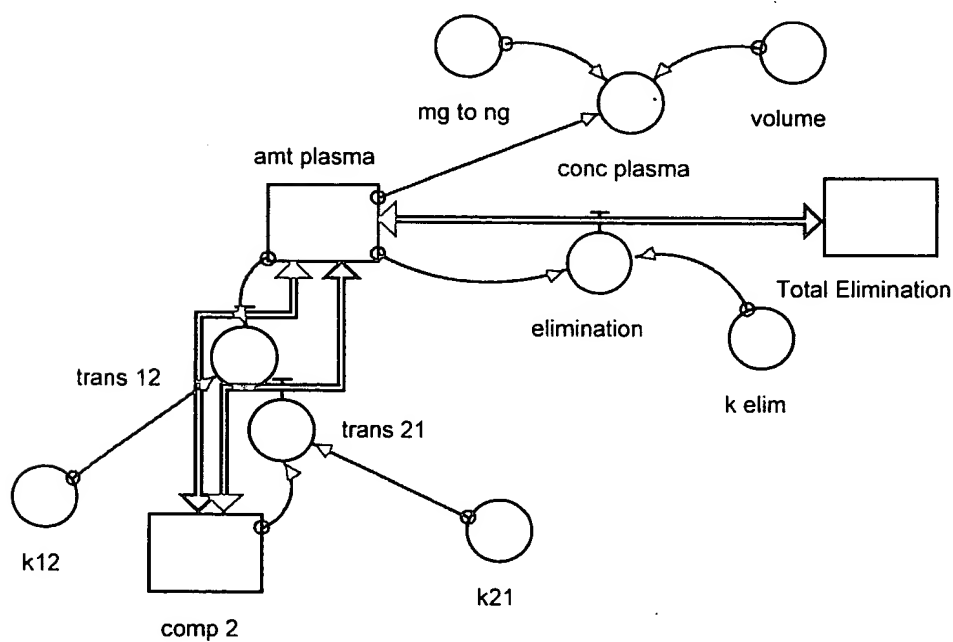 mg to ng
volume
amt plasma
conc plasma
Total Elimination
elimination
trans 12
k elim
trans 21
k12
k21
comp 2